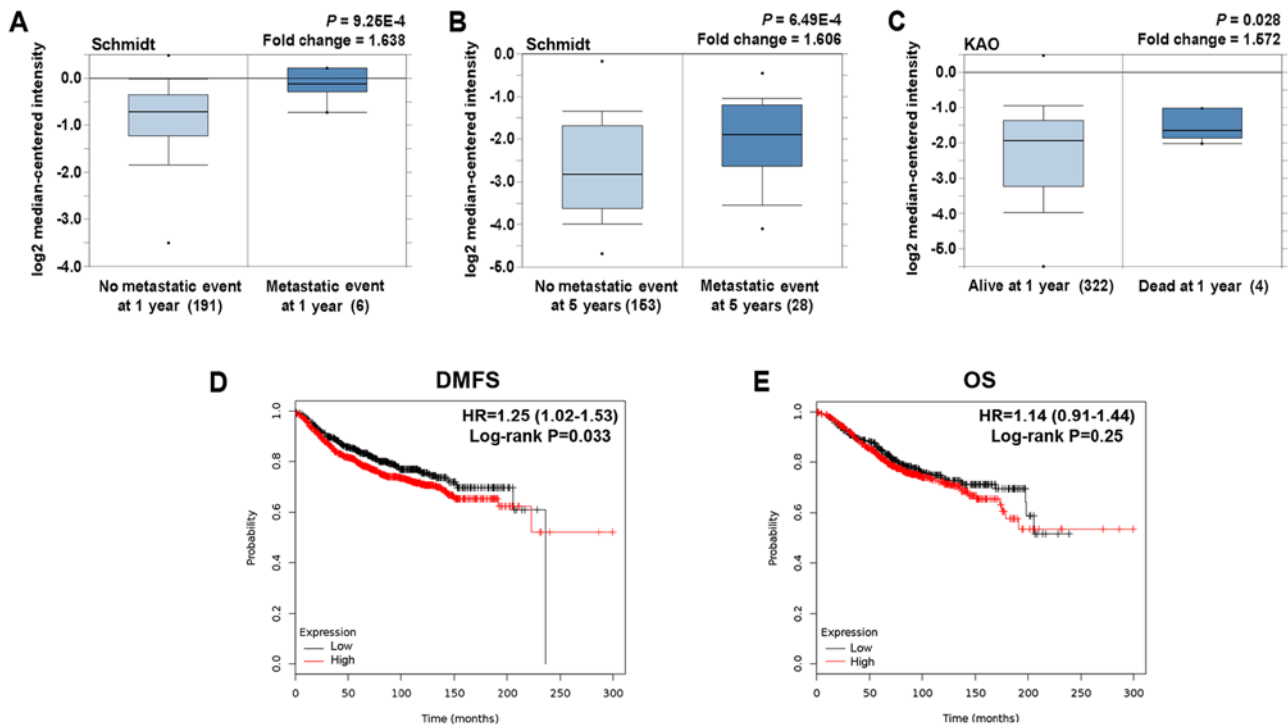 A
P = 9.25E-4
Schmidt
Fold change = 1.638
log2 median-centered intensity
0.0
-1.0
-2.0
-3.0
-4.0
No metastatic event
at 1 year (191)
Metastatic event
at 1 year (6)
B
P = 6.49E-4
Schmidt
Fold change = 1.606
log2 median-centered intensity
0.0
-1.0
-2.0
-3.0
-4.0
-5.0
No metastatic event
at 5 years (153)
Metastatic event
at 5 years (28)
C
P = 0.028
KAO
Fold change = 1.572
log2 median-centered intensity
0.0
-1.0
-2.0
-3.0
-4.0
-5.0
Alive at 1 year (322)
Dead at 1 year (4)
D
DMFS
HR=1.25 (1.02-1.53)
Log-rank P=0.033
Probability
1.0
0.8
0.6
0.4
0.2
0.0
Expression
Low
High
0 50 100 150 200 250 300
Time (months)
E
OS
HR=1.14 (0.91-1.44)
Log-rank P=0.25
Probability
1.0
0.8
0.6
0.4
0.2
0.0
Expression
Low
High
0 50 100 150 200 250 300
Time (months)